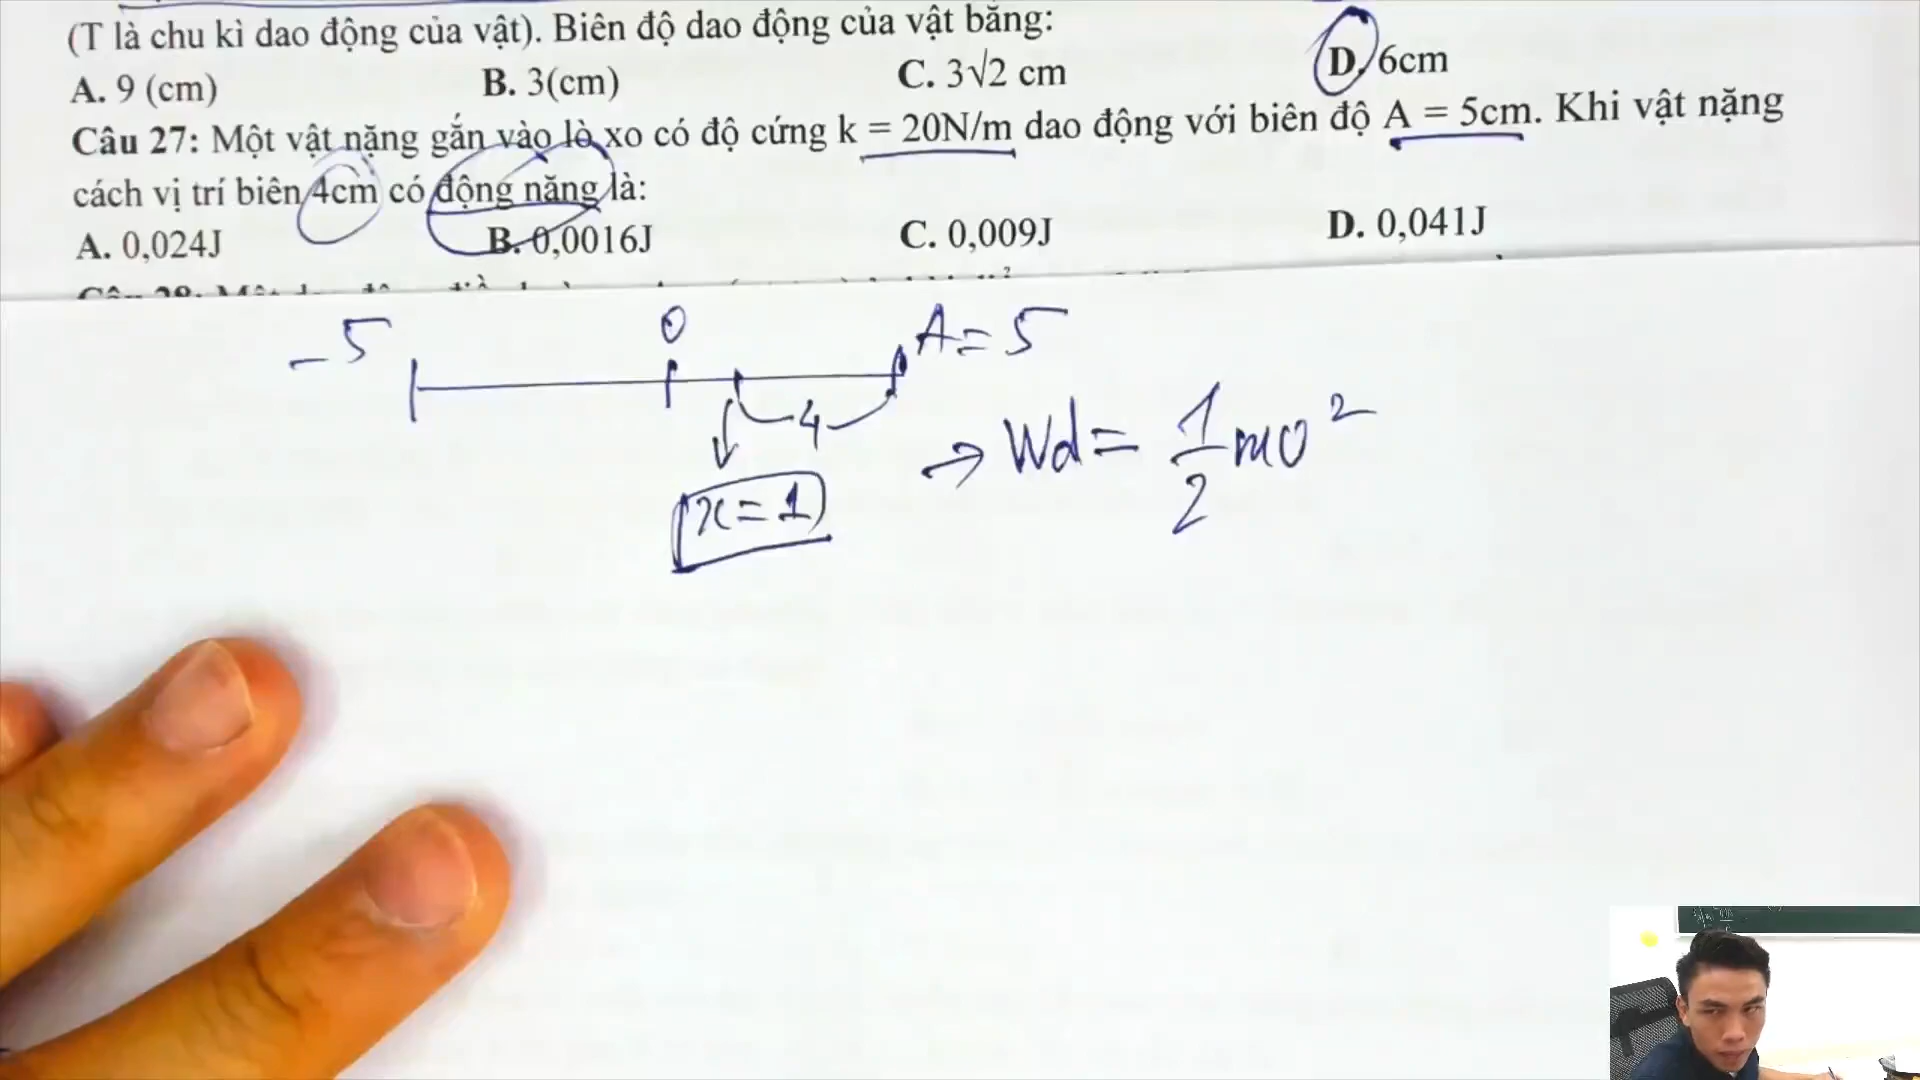 (T là chu kì dao động của vật). Biên độ dao động của vật bằng:
A. 9 (cm) B. 3(cm) C. 3√2 cm D. 6cm
Câu 27: Một vật nặng gắn vào lò xo có độ cứng k = 20N/m dao động với biên độ A = 5cm. Khi vật nặng
cách vị trí biên 4cm có động năng là:
A. 0,024J B. 0,0016J C. 0,009J D. 0,041J
-5 0 A = 5
4
x = 1
→ Wd = 1/2 mv²